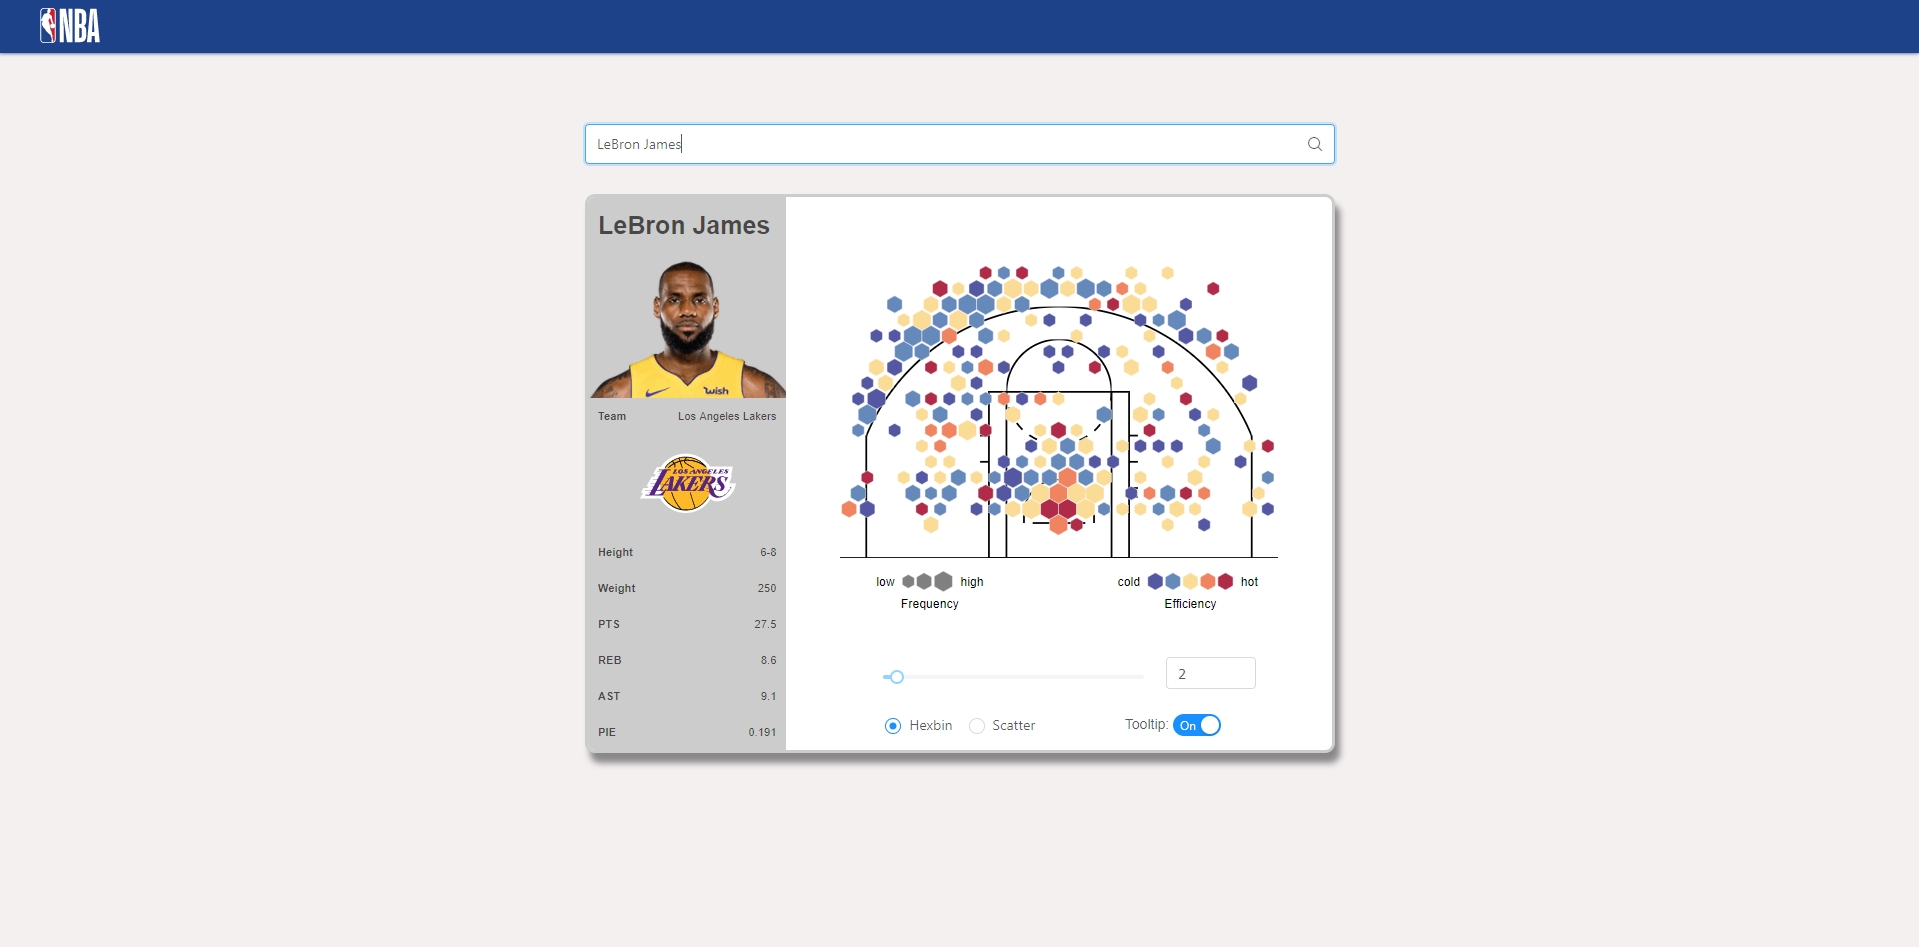 NBA
LeBron James
LeBron James
wish
Team Los Angeles Lakers
LOS ANGELES
LAKERS
Height 6-8
Weight 250
PTS 27.5
REB 8.6
AST 9.1
PIE 0.191
low high
Frequency
cold hot
Efficiency
2
Hexbin Scatter Tooltip: On